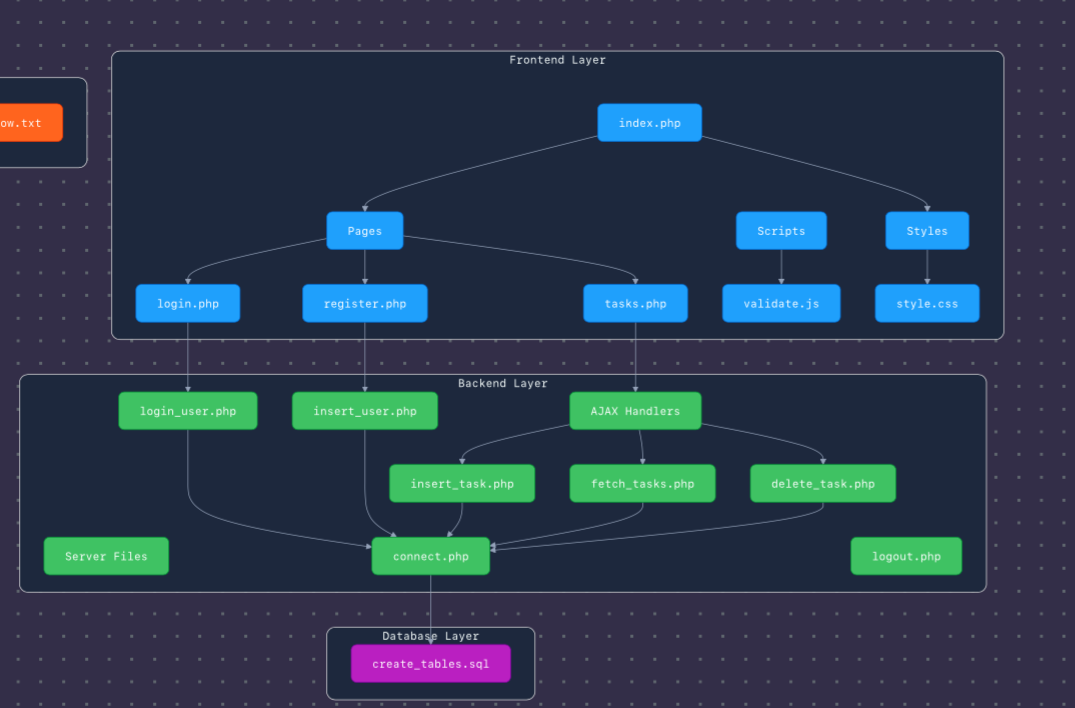 Frontend Layer
ow.txt
index.php
Pages
Scripts
Styles
login.php
register.php
tasks.php
validate.js
style.css
Backend Layer
login_user.php
insert_user.php
AJAX Handlers
insert_task.php
fetch_tasks.php
delete_task.php
Server Files
connect.php
logout.php
Database Layer
create_tables.sql